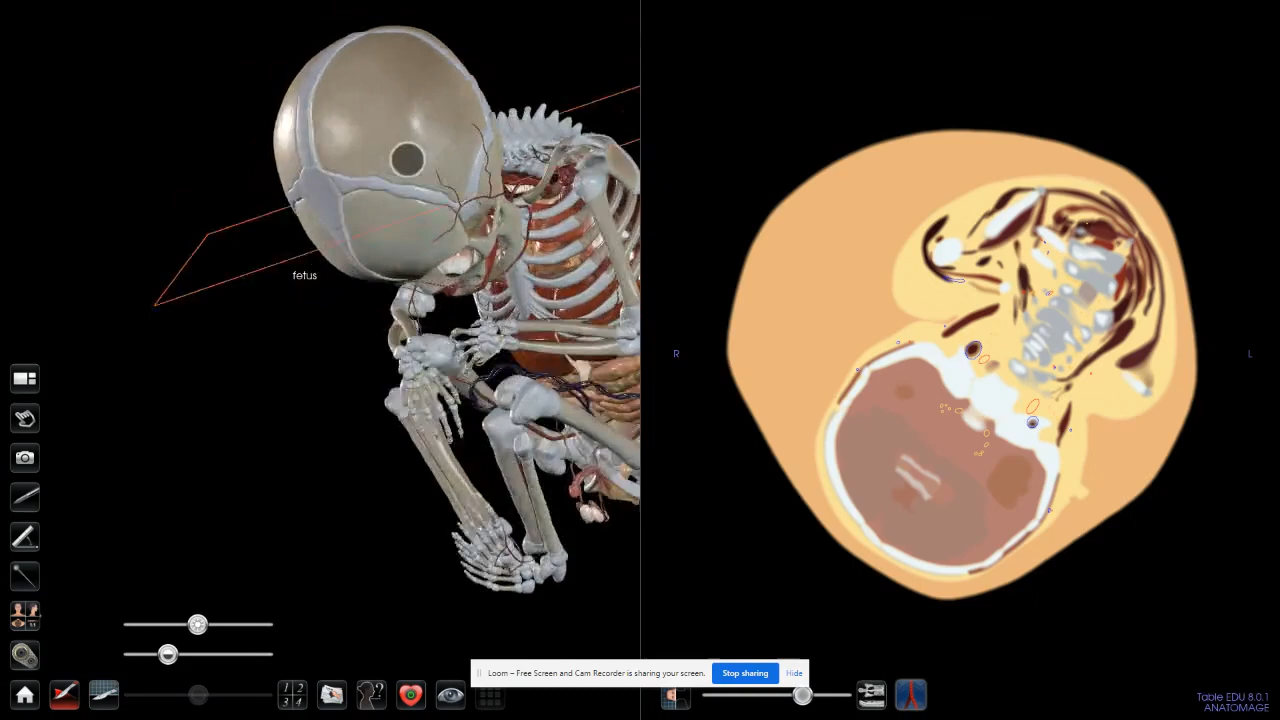 fetus
R
L
Loom – Free Screen and Cam Recorder is sharing your screen.
Stop sharing
Hide
1 2
3 4
?
Table EDU 8.0.1
ANATOMAGE